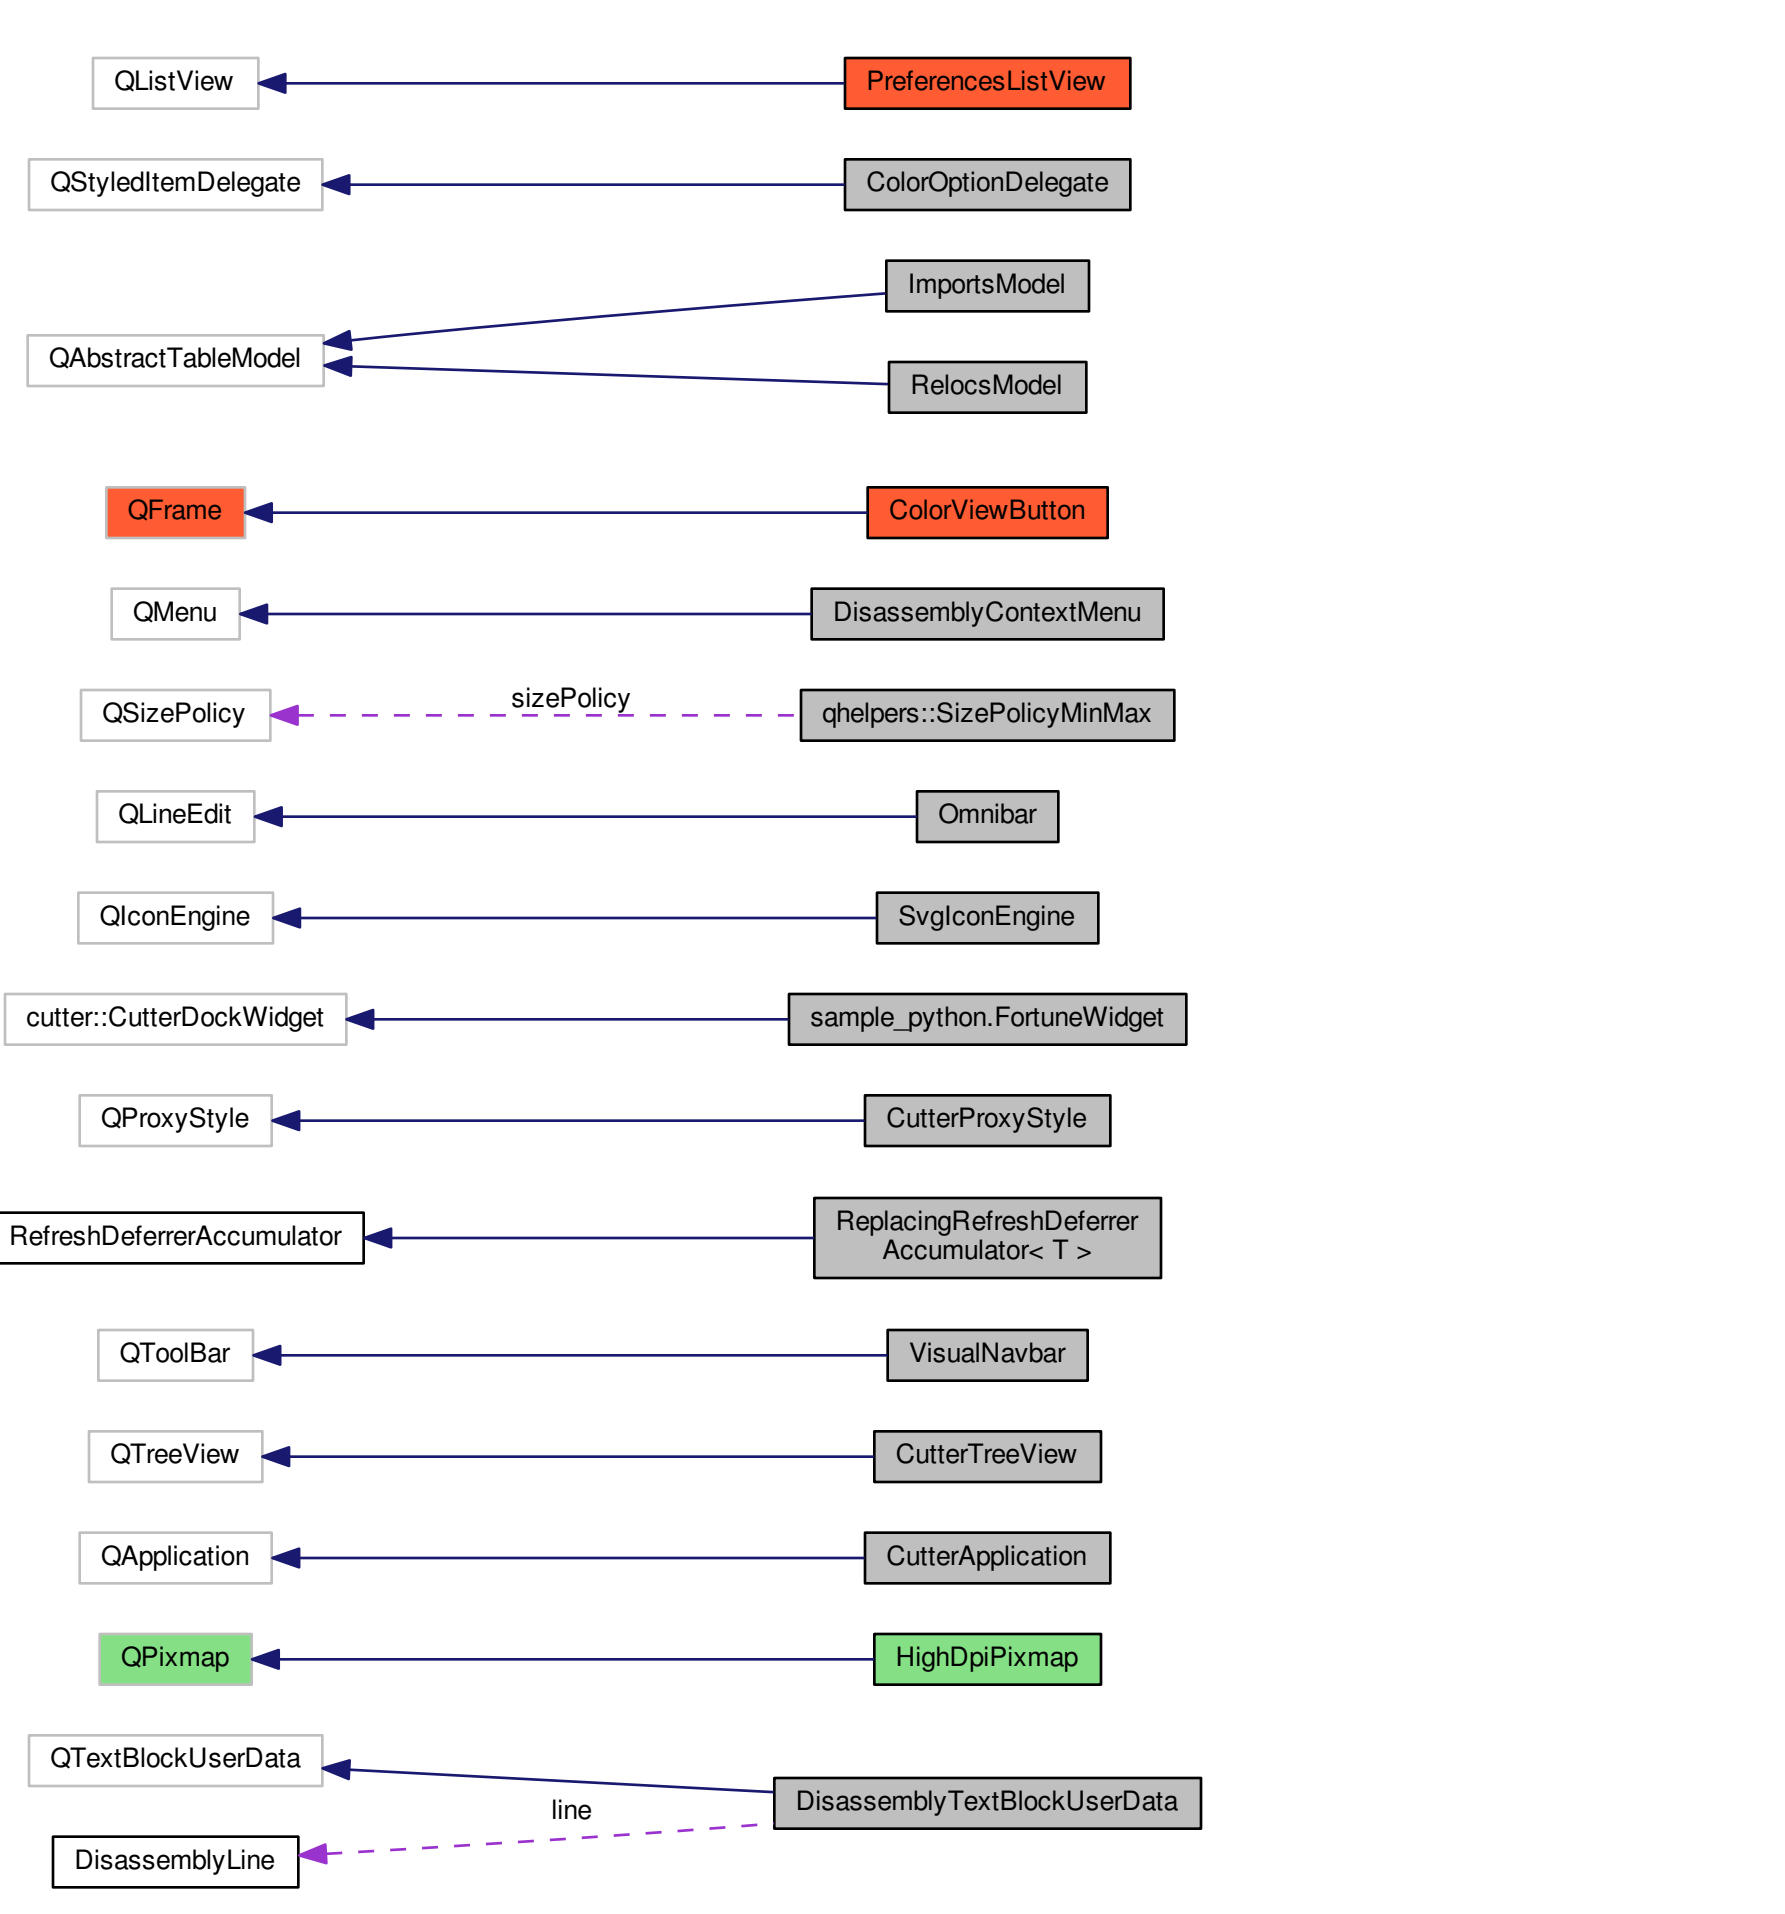 QListView
PreferencesListView
QStyledItemDelegate
ColorOptionDelegate
ImportsModel
QAbstractTableModel
RelocsModel
QFrame
ColorViewButton
QMenu
DisassemblyContextMenu
QSizePolicy
sizePolicy
qhelpers::SizePolicyMinMax
QLineEdit
Omnibar
QIconEngine
SvgIconEngine
cutter::CutterDockWidget
sample_python.FortuneWidget
QProxyStyle
CutterProxyStyle
RefreshDeferrerAccumulator
ReplacingRefreshDeferrer
Accumulator< T >
QToolBar
VisualNavbar
QTreeView
CutterTreeView
QApplication
CutterApplication
QPixmap
HighDpiPixmap
QTextBlockUserData
DisassemblyTextBlockUserData
line
DisassemblyLine